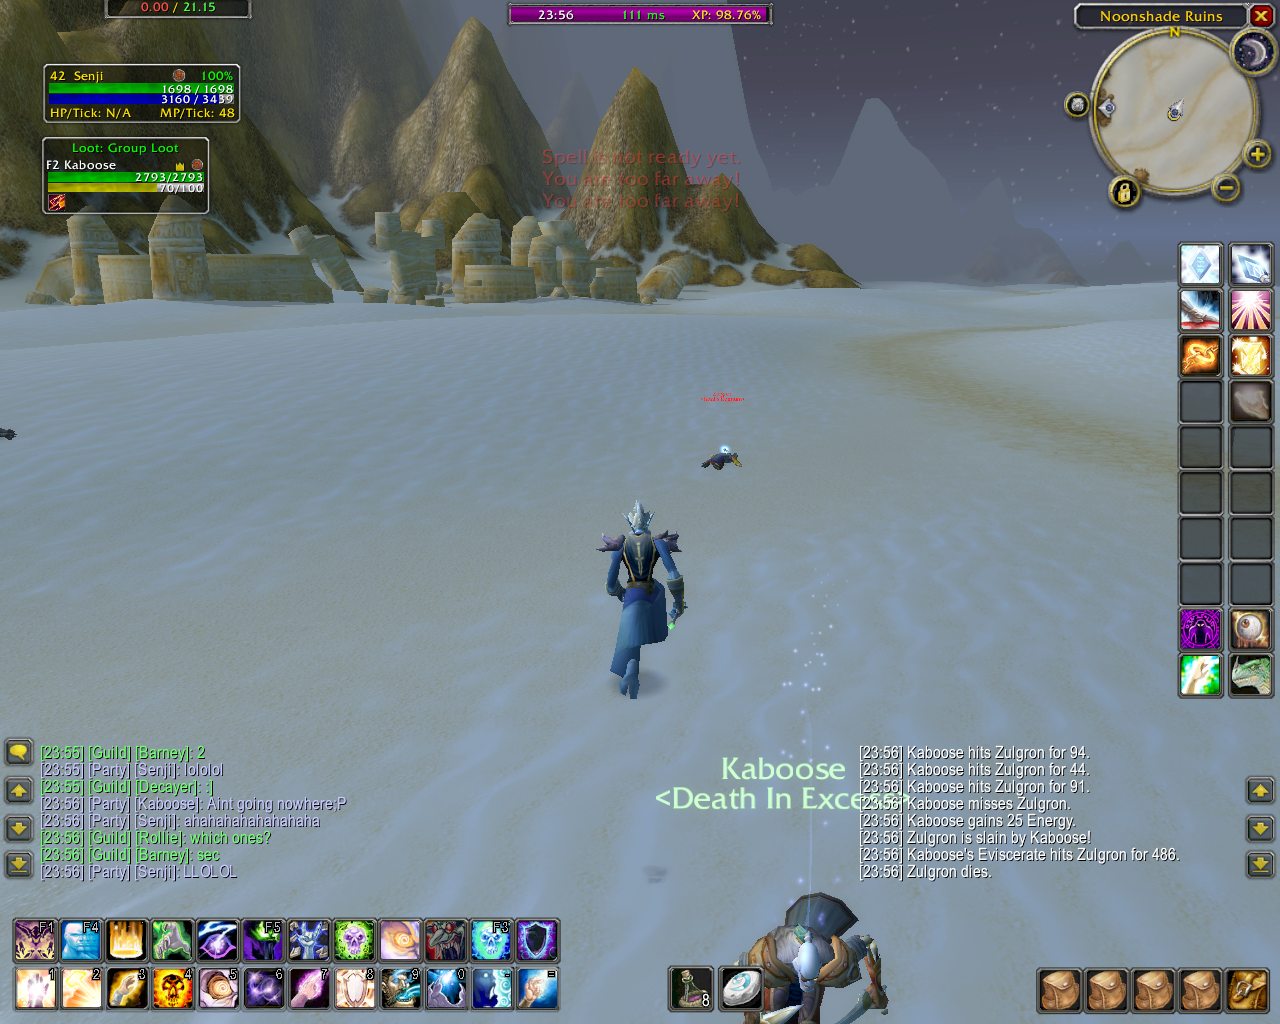 0.00 / 21.15
23:56 111 ms XP: 98.76%
Noonshade Ruins
N
42 Senji 100%
1698 / 1698
3160 / 3439
HP/Tick: N/A MP/Tick: 48
Loot: Group Loot
F2 Kaboose
2793/2793
70/100
Spell is not ready yet.
You are too far away!
You are too far away!
Kaboose
<Death In Excess>
[23:55] [Guild] [Barney]: 2
[23:55] [Party] [Senji]: lololol
[23:55] [Guild] [Decayer]: :]
[23:56] [Party] [Kaboose]: Aint going nowhere;P
[23:56] [Party] [Senji]: ahahahahahahahaha
[23:56] [Guild] [Rollie]: which ones?
[23:56] [Guild] [Barney]: sec
[23:56] [Party] [Senji]: LLOLOL
[23:56] Kaboose hits Zulgron for 94.
[23:56] Kaboose hits Zulgron for 44.
[23:56] Kaboose hits Zulgron for 91.
[23:56] Kaboose misses Zulgron.
[23:56] Kaboose gains 25 Energy.
[23:56] Zulgron is slain by Kaboose!
[23:56] Kaboose's Eviscerate hits Zulgron for 486.
[23:56] Zulgron dies.
F1 F4 F5 F3
1 2 3 4 5 6 7 8 9 0 - =
8